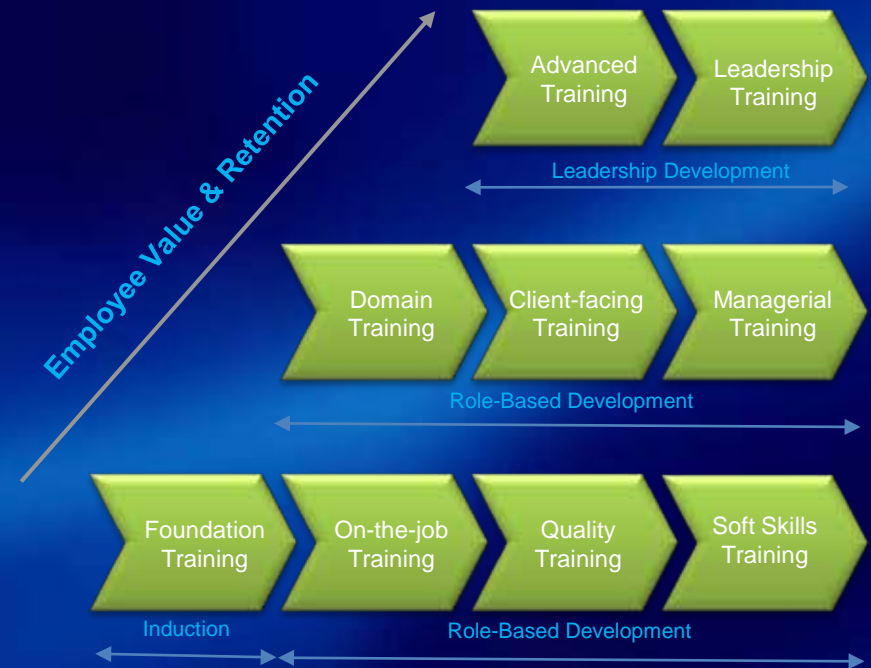 Employee Value & Retention
Advanced
Training
Leadership
Training
Leadership Development
Domain
Training
Client-facing
Training
Managerial
Training
Role-Based Development
Foundation
Training
On-the-job
Training
Quality
Training
Soft Skills
Training
Induction
Role-Based Development